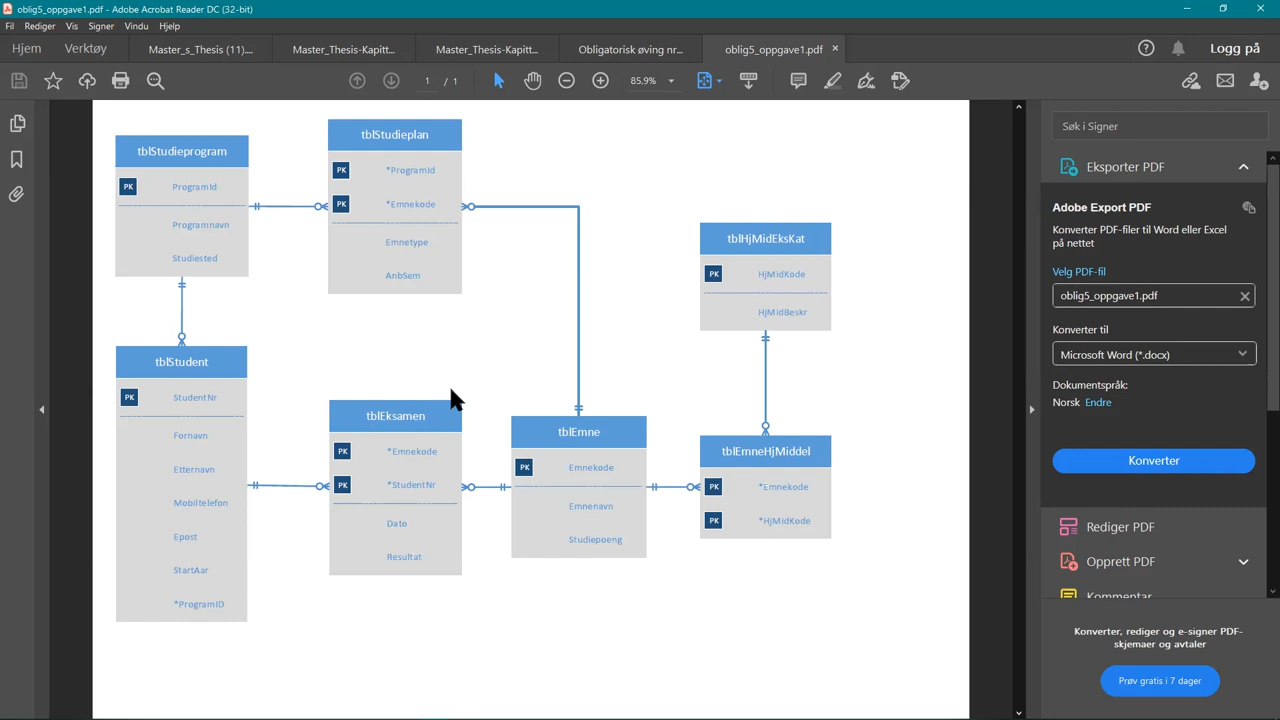 oblig5_oppgave1.pdf - Adobe Acrobat Reader DC (32-bit)
Fil Rediger Vis Signer Vindu Hjelp
Hjem Verktøy Master_s_Thesis (11).... Master_Thesis-Kapitt... Master_Thesis-Kapitt... Obligatorisk øving nr... oblig5_oppgave1.pdf Logg på
1 / 1 85,9%
tblStudieprogram
PK ProgramId
Programnavn
Studiested
tblStudieplan
PK *ProgramId
PK *Emnekode
Emnetype
AnbSem
tblStudent
PK StudentNr
Fornavn
Etternavn
Mobiltelefon
Epost
StartAar
*ProgramID
tblEksamen
PK *Emnekode
PK *StudentNr
Dato
Resultat
tblEmne
PK Emnekode
Emnenavn
Studiepoeng
tblHjMidEksKat
PK HjMidKode
HjMidBeskr
tblEmneHjMiddel
PK *Emnekode
PK *HjMidKode
Søk i Signer
Eksporter PDF
Adobe Export PDF
Konverter PDF-filer til Word eller Excel
på nettet
Velg PDF-fil
oblig5_oppgave1.pdf
Konverter til
Microsoft Word (*.docx)
Dokumentspråk:
Norsk Endre
Konverter
Rediger PDF
Opprett PDF
Kommentar
Konverter, rediger og e-signer PDF-
skjemaer og avtaler
Prøv gratis i 7 dager